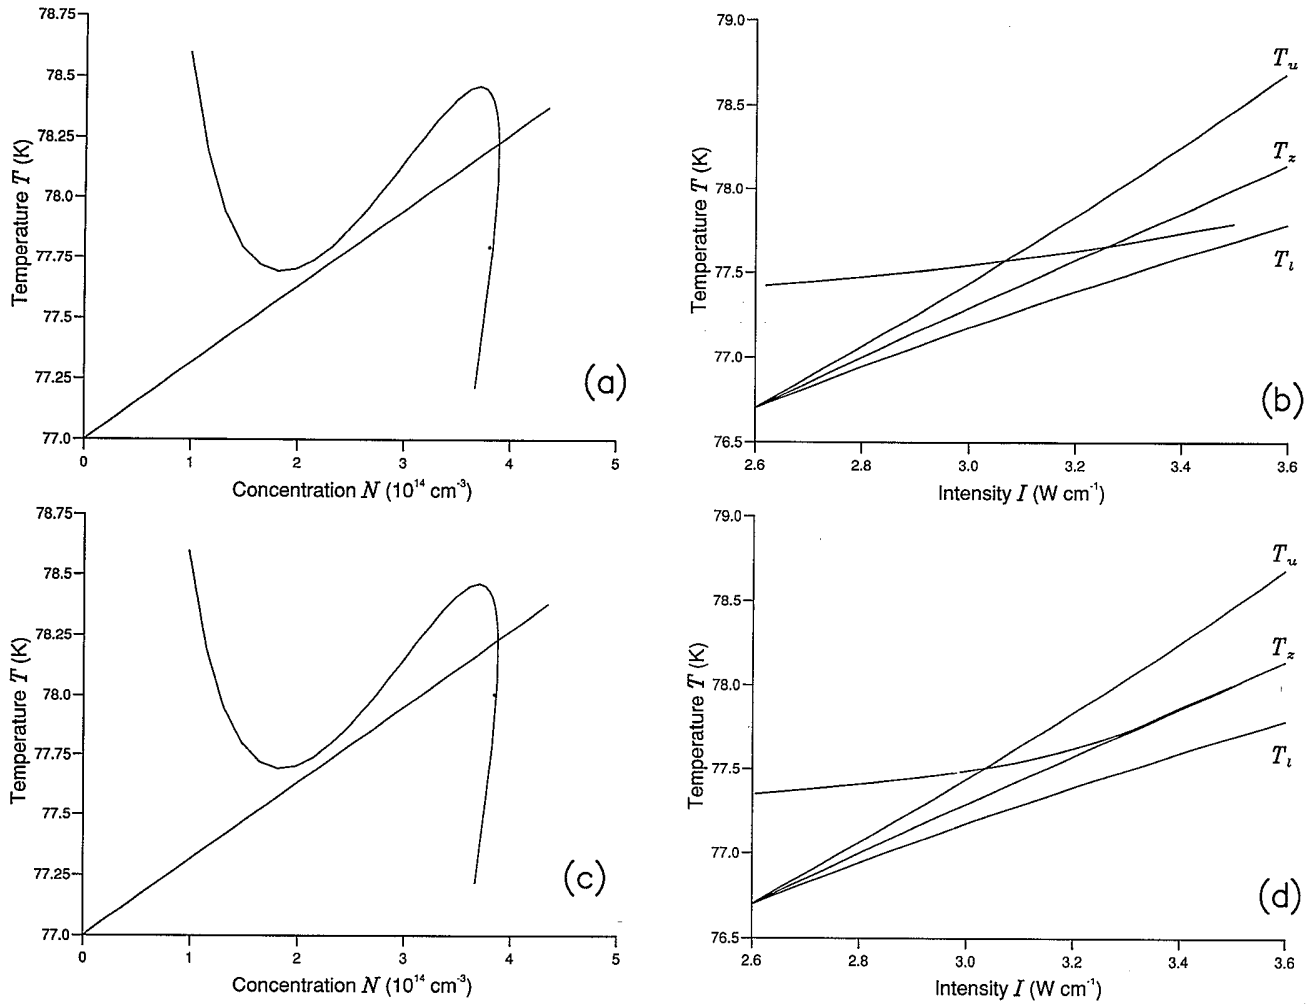 78.75
78.5
78.25
78.0
77.75
77.5
77.25
77.0
Temperature T (K)
0 1 2 3 4 5
Concentration N (10¹⁴ cm⁻³)
(a)
79.0
78.5
78.0
77.5
77.0
76.5
Temperature T (K)
Tᵤ
T_z
T_l
2.6 2.8 3.0 3.2 3.4 3.6
Intensity I (W cm⁻¹)
(b)
78.75
78.5
78.25
78.0
77.75
77.5
77.25
77.0
Temperature T (K)
0 1 2 3 4 5
Concentration N (10¹⁴ cm⁻³)
(c)
79.0
78.5
78.0
77.5
77.0
76.5
Temperature T (K)
Tᵤ
T_z
T_l
2.6 2.8 3.0 3.2 3.4 3.6
Intensity I (W cm⁻¹)
(d)